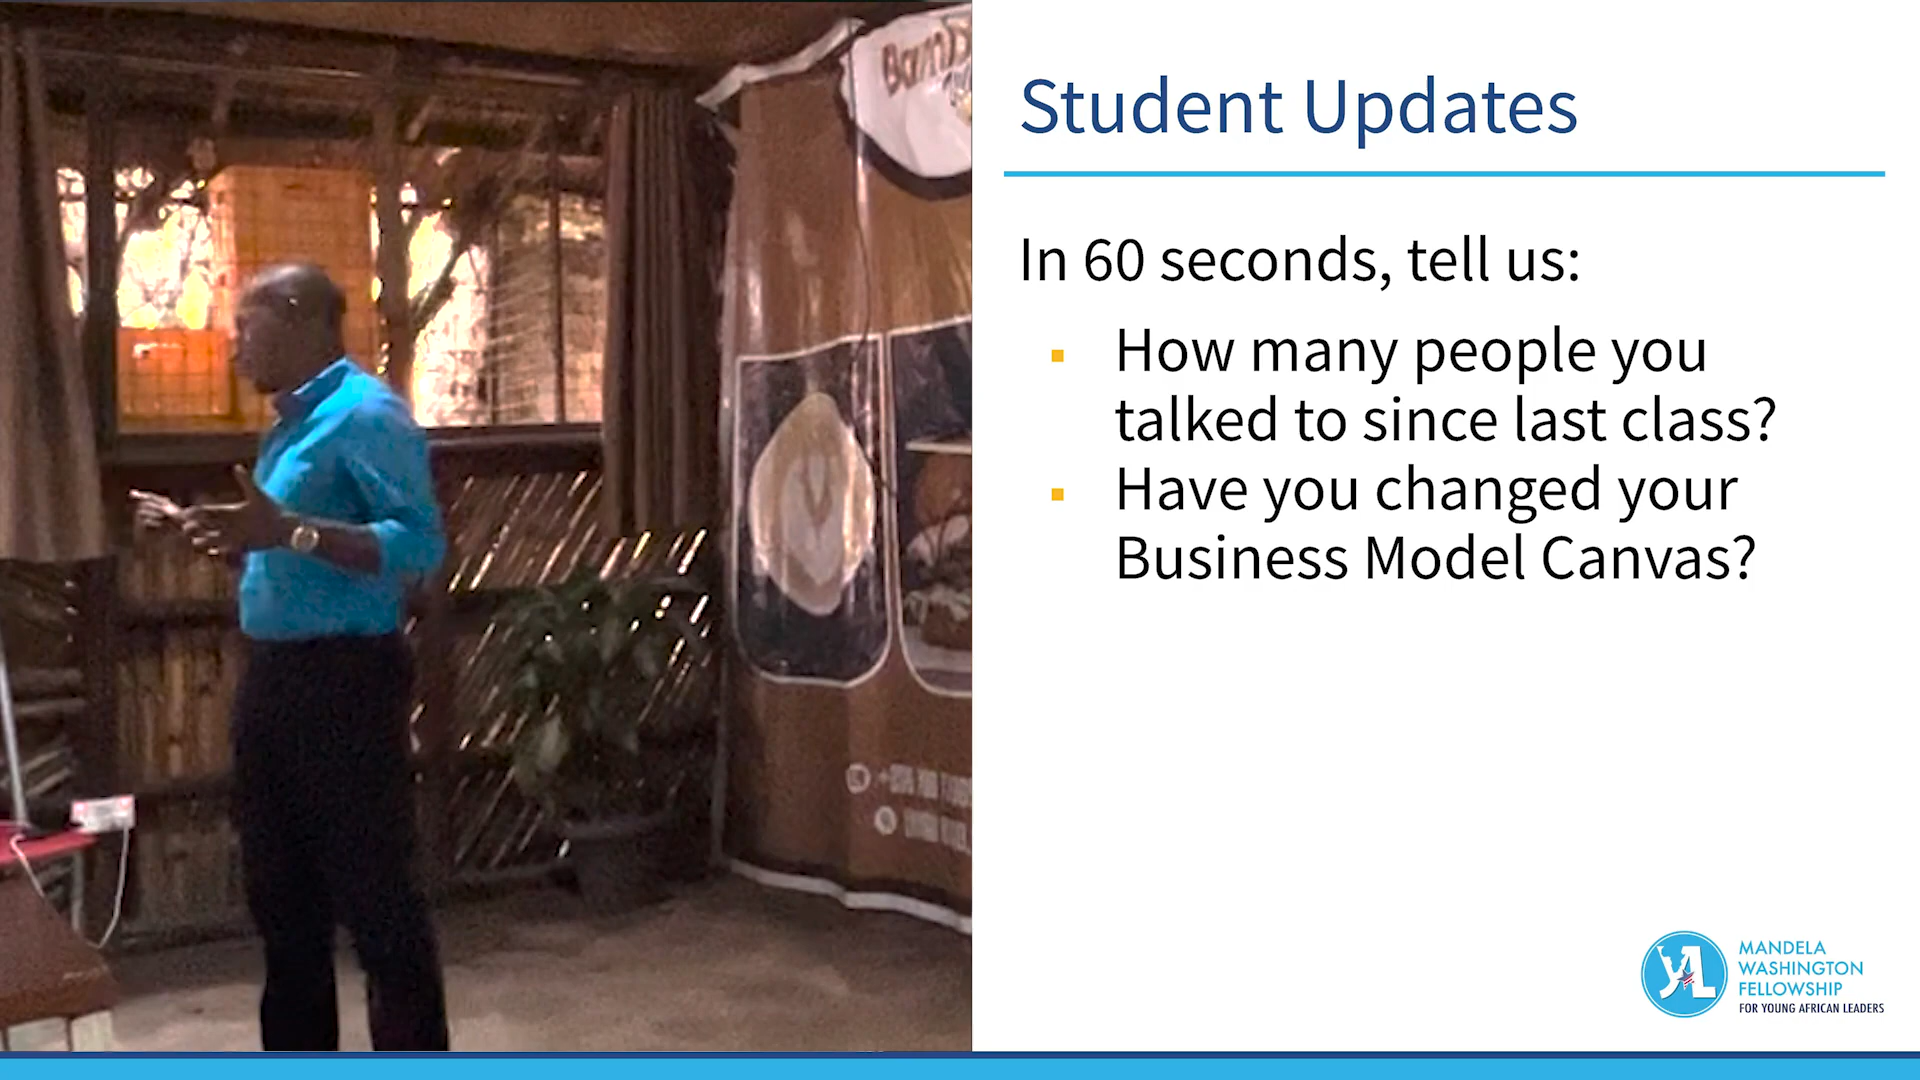 Student Updates
In 60 seconds, tell us:
▪ How many people you
talked to since last class?
▪ Have you changed your
Business Model Canvas?
YAL
MANDELA
WASHINGTON
FELLOWSHIP
FOR YOUNG AFRICAN LEADERS